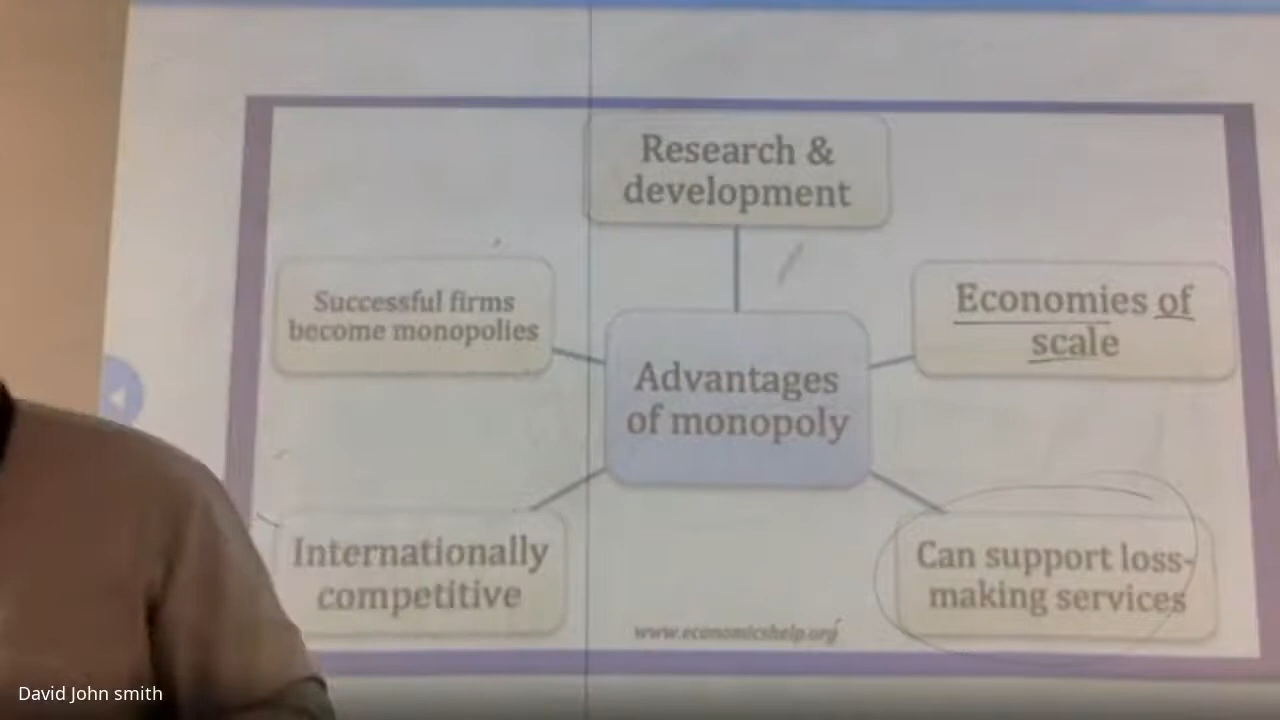 Research &
development
Successful firms
become monopolies
Economies of
scale
Advantages
of monopoly
Internationally
competitive
Can support loss-
making services
www.economicshelp.org
David John smith